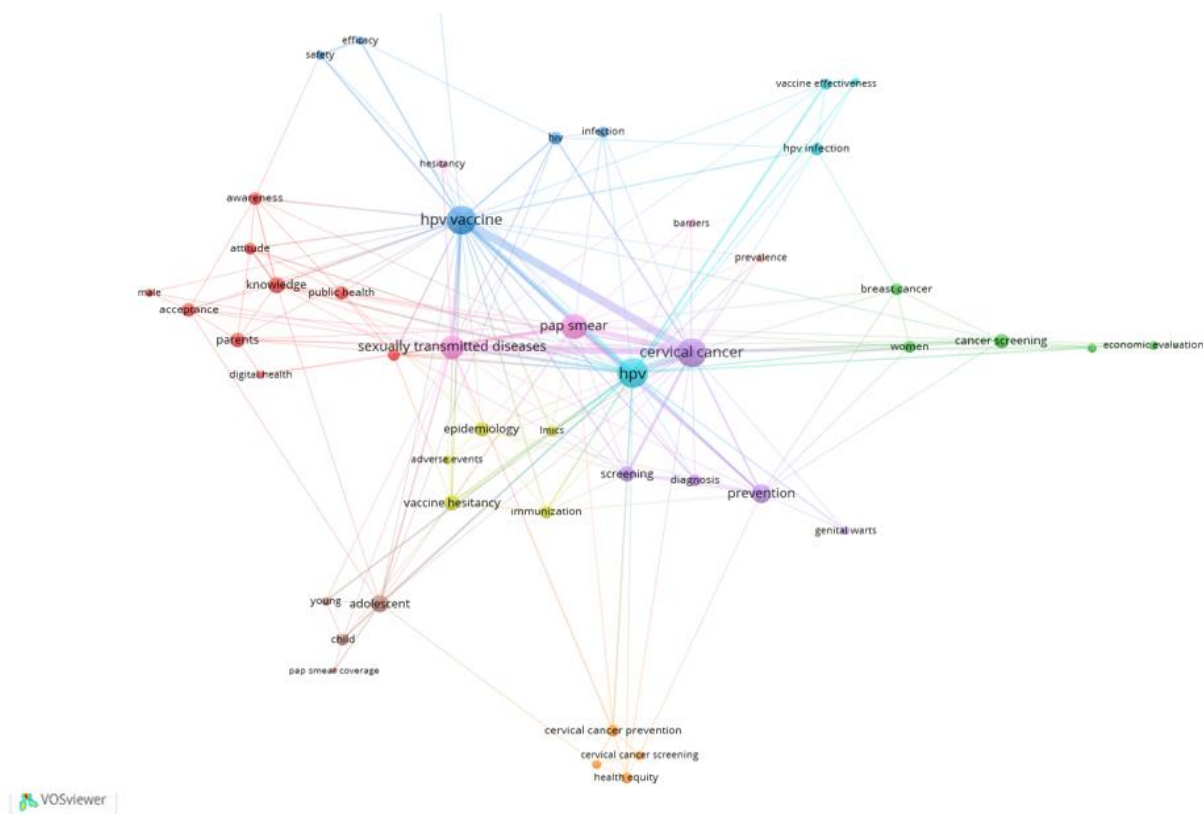 efficacy
safety
vaccine effectiveness
hiv
infection
hpv infection
hesitancy
awareness
hpv vaccine
barriers
attitude
prevalence
knowledge
male
public health
breast cancer
acceptance
pap smear
parents
sexually transmitted diseases
cervical cancer
women
cancer screening
economic evaluation
digital health
hpv
epidemiology
lmics
adverse events
screening
diagnosis
prevention
vaccine hesitancy
immunization
genital warts
young
adolescent
child
pap smear coverage
cervical cancer prevention
cervical cancer screening
health equity
VOSviewer